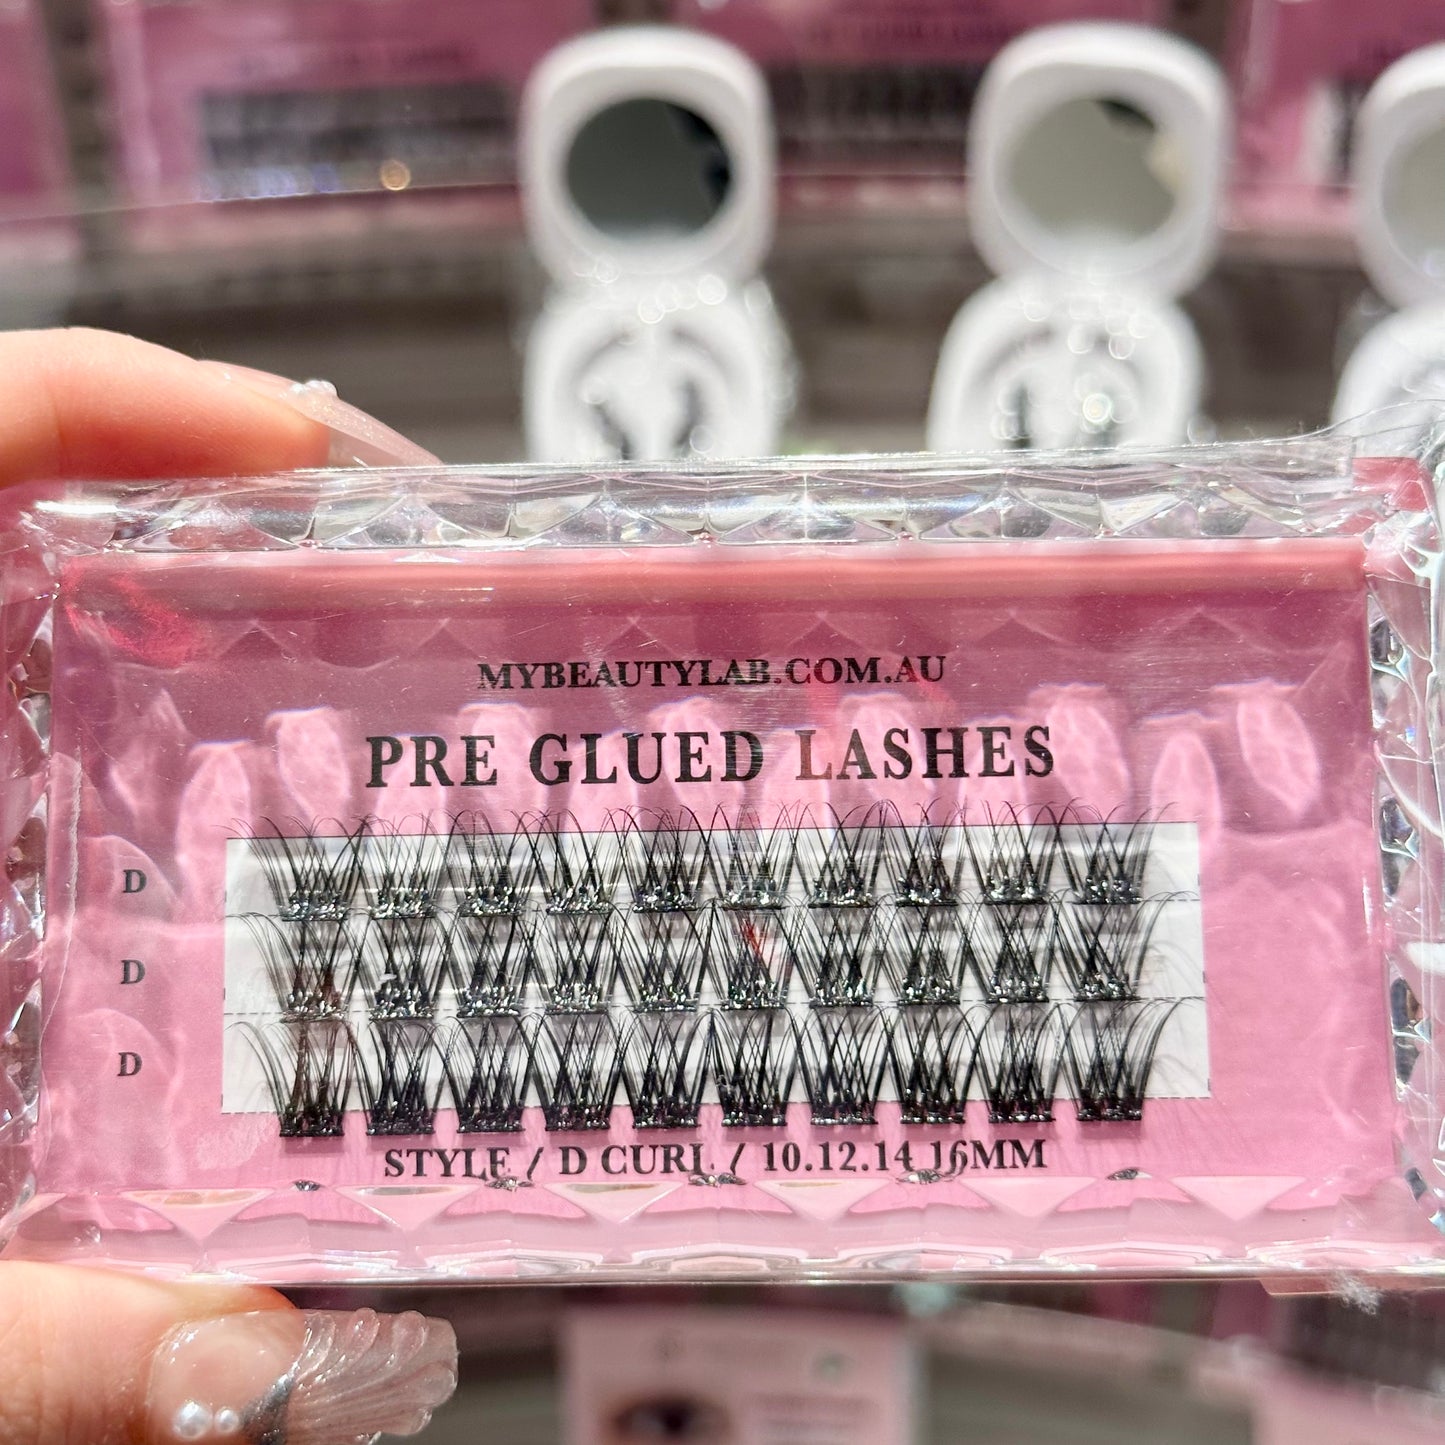 MYBEAUTYLAB.COM.AU
PRE GLUED LASHES
D
D
D
STYLE / D CURL / 10.12.14 16MM